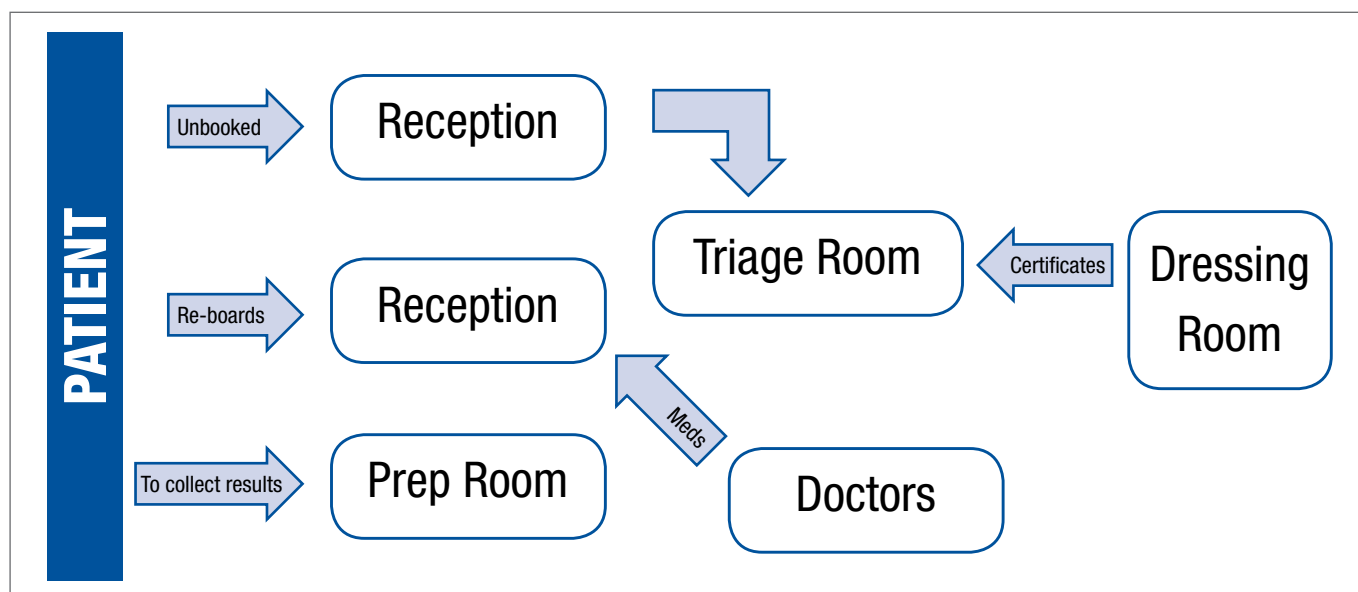 PATIENT
Unbooked
Reception
Triage Room
Certificates
Dressing
Room
Re-boards
Reception
Meds
To collect results
Prep Room
Doctors